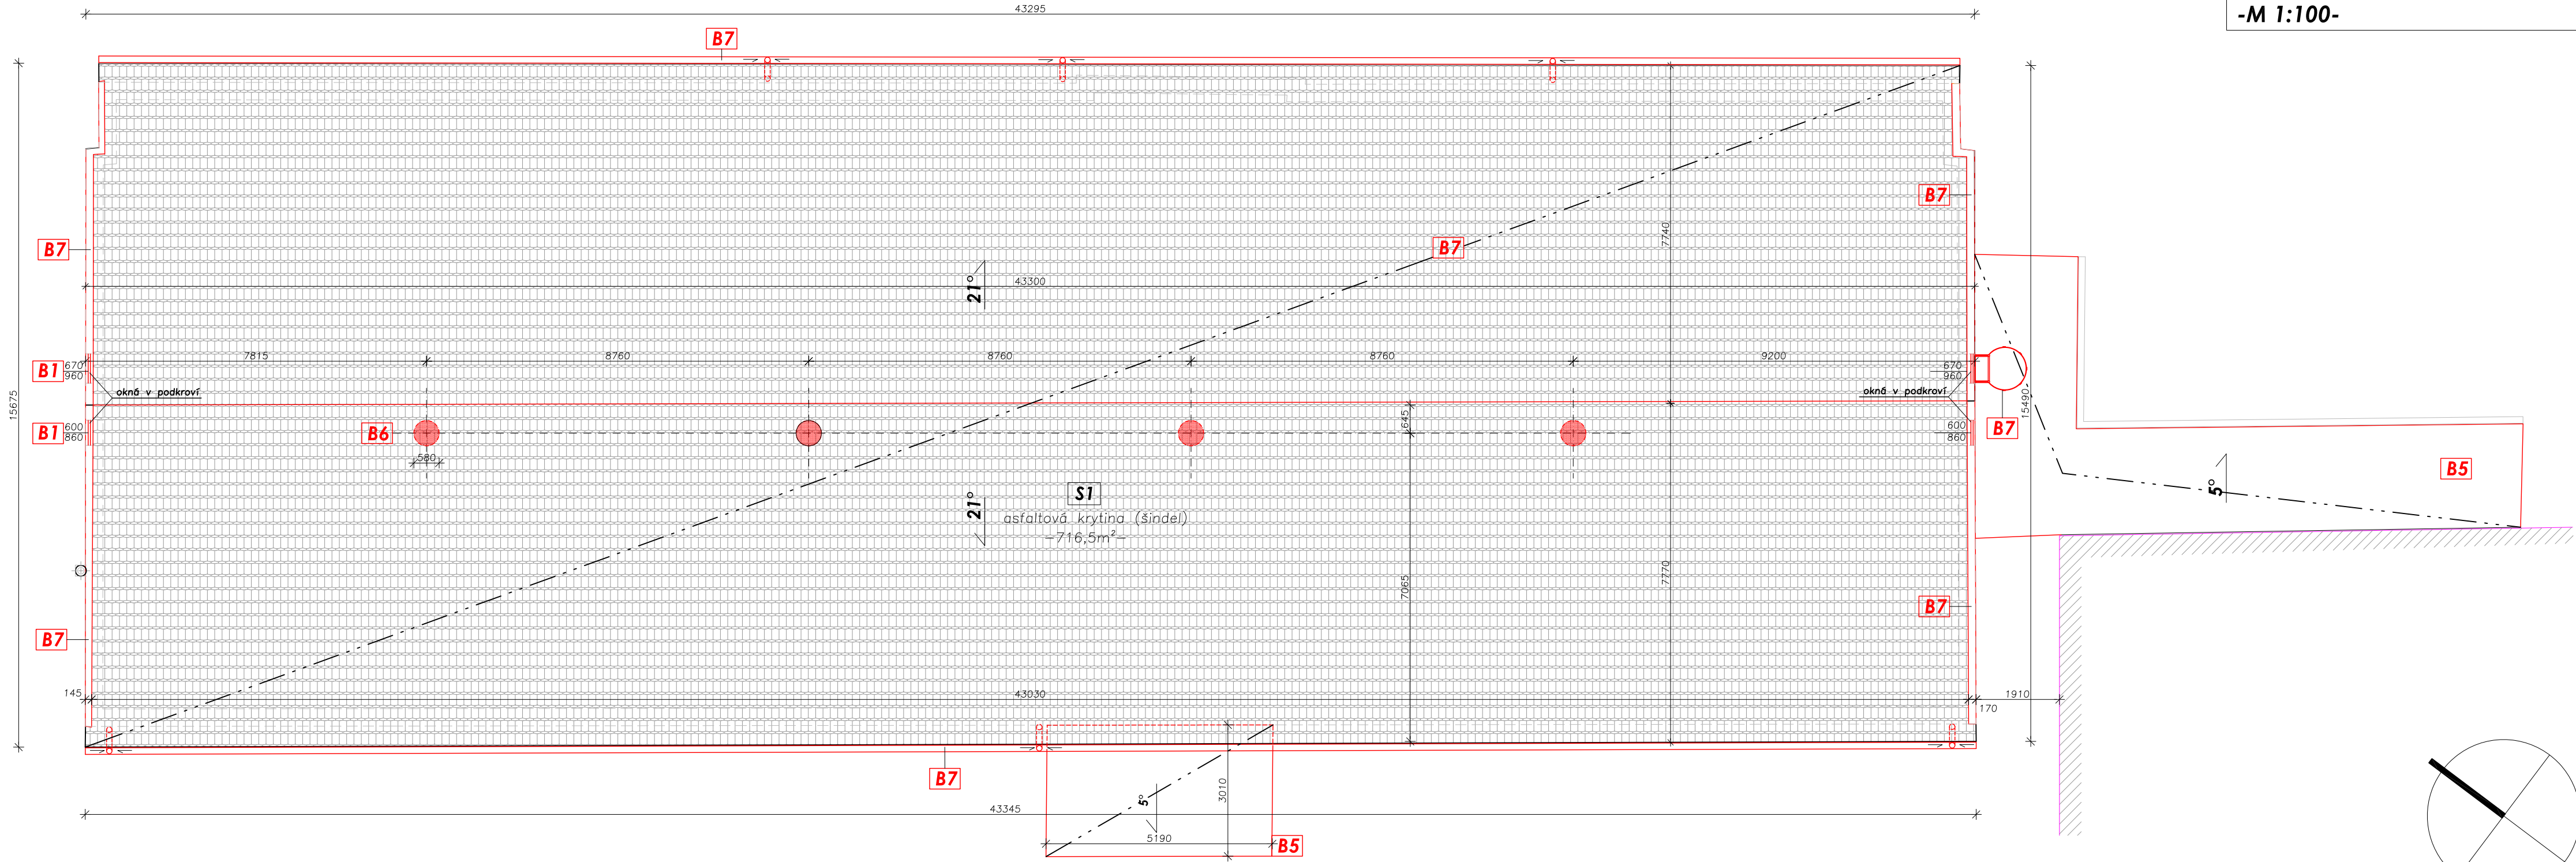 43295
-M 1:100-
B7
15675
7740
B7
B7
B7
21°
43300
7815
8760
8760
8760
9200
B1
670
960
okná v podkroví
670
960
okná v podkroví
15490
645
B1
600
860
B6
580
600
860
B7
B5
5°
S1
21°
asfaltová krytina (šindel)
-716,5m²-
7065
7770
B7
B7
145
43030
1910
170
B7
3010
5°
43345
5190
B5